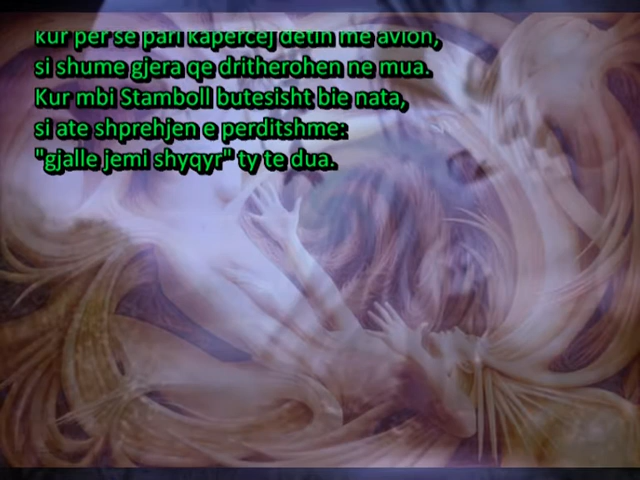 kur per se pari kapercej detin me avion,
si shume gjera qe dritherohen ne mua.
Kur mbi Stamboll butesisht bie nata,
si ate shprehjen e perditshme:
"gjalle jemi shyqyr" ty te dua.